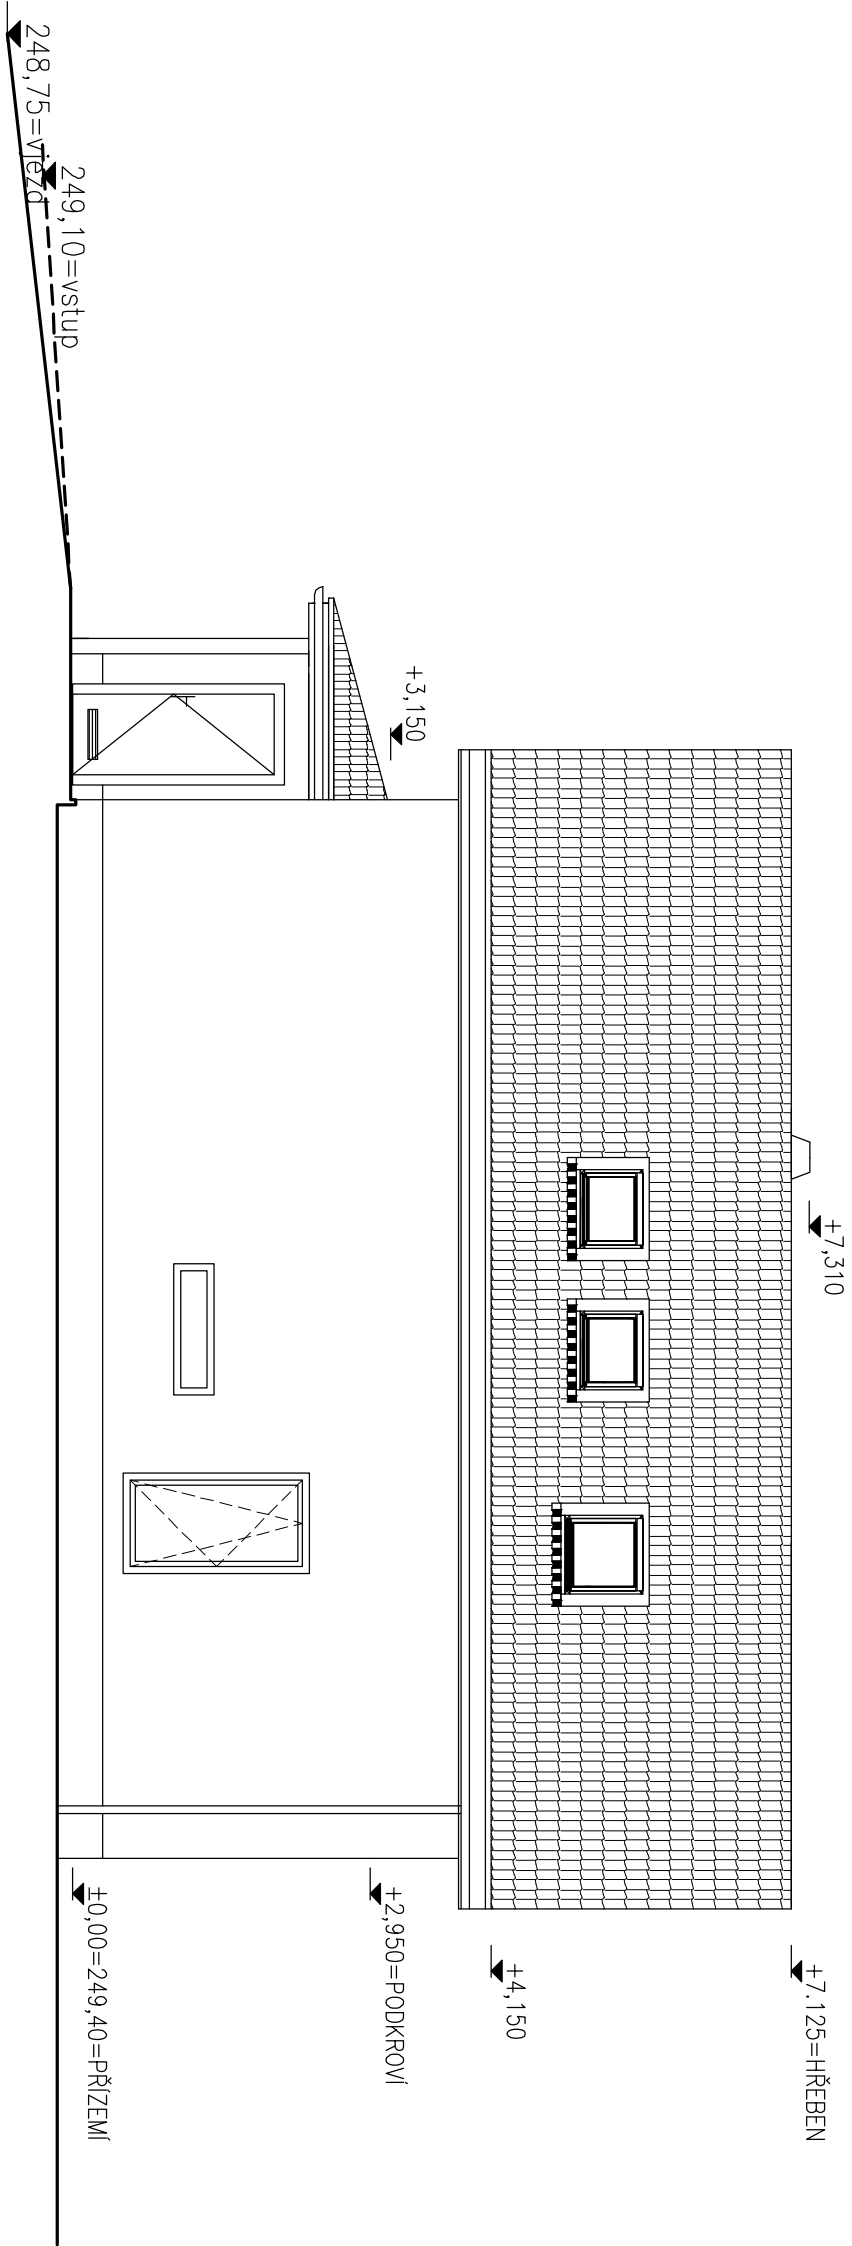 248,75=vjezd
249,10=vstup
+3,150
+7,310
+7.125=HŘEBEN
+4,150
+2,950=PODKROVÍ
±0,00=249,40=PŘÍZEMÍ